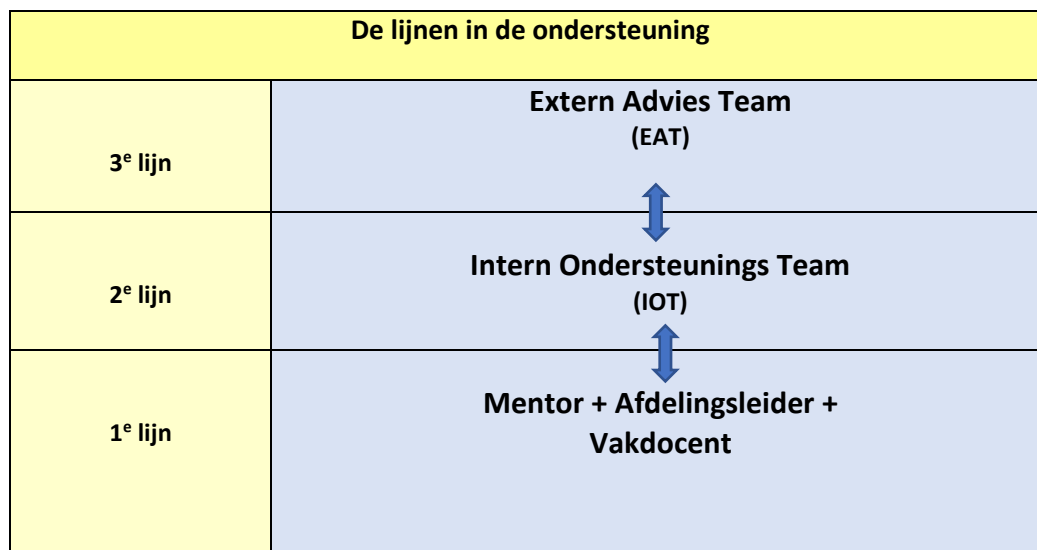 De lijnen in de ondersteuning
3e lijn
Extern Advies Team
(EAT)
2e lijn
Intern Ondersteunings Team
(IOT)
1e lijn
Mentor + Afdelingsleider +
Vakdocent